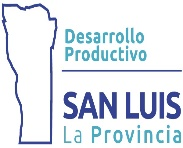 Desarrollo
Productivo
SAN LUIS
La Provincia